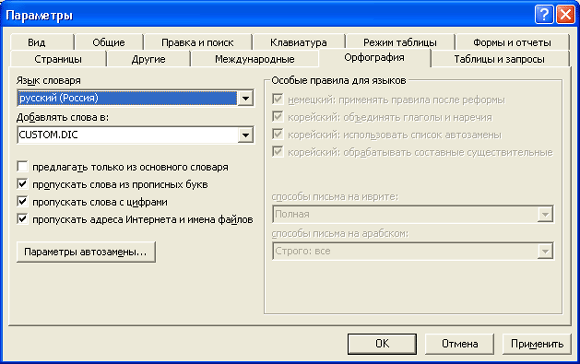 Параметры
Вид
Общие
Правка и поиск
Клавиатура
Режим таблицы
Формы и отчеты
Страницы
Другие
Международные
Орфография
Таблицы и запросы
Язык словаря
русский (Россия)
Добавлять слова в:
CUSTOM.DIC
предлагать только из основного словаря
пропускать слова из прописных букв
пропускать слова с цифрами
пропускать адреса Интернета и имена файлов
Параметры автозамены...
Особые правила для языков
немецкий: применять правила после реформы
корейский: объединять глаголы и наречия
корейский: использовать список автозамены
корейский: обрабатывать составные существительные
способы письма на иврите:
Полная
способы письма на арабском:
Строго: все
ОК
Отмена
Применить